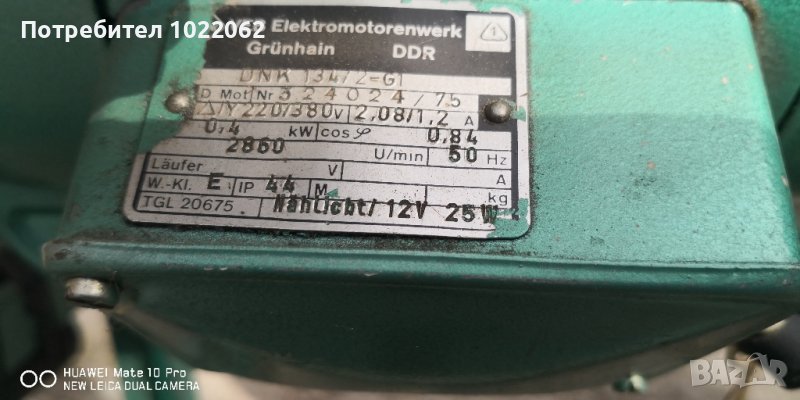 Потребител 1022062
Elektromotorenwerk
Grünhain DDR
DNK 134/2=G1
D Mot Nr 324024/75
Δ/Y 220/380 V 2,08/1,2 A
0,4 kW cos φ 0,84
2860 U/min 50 Hz
Läufer V A
W.-Kl. E IP 44 M kg
TGL 20675 Nählicht/ 12V 25W
HUAWEI Mate 10 Pro
NEW LEICA DUAL CAMERA
BAZAR